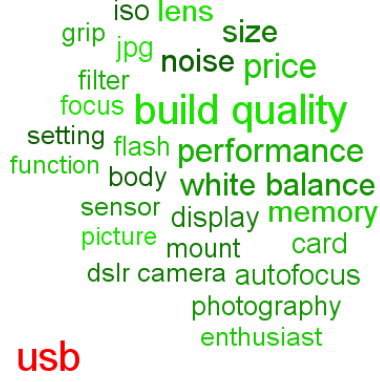 iso lens
grip jpg size
filter noise price
focus build quality
setting flash performance
function body white balance
sensor display memory
picture mount card
dslr camera autofocus
photography
usb enthusiast